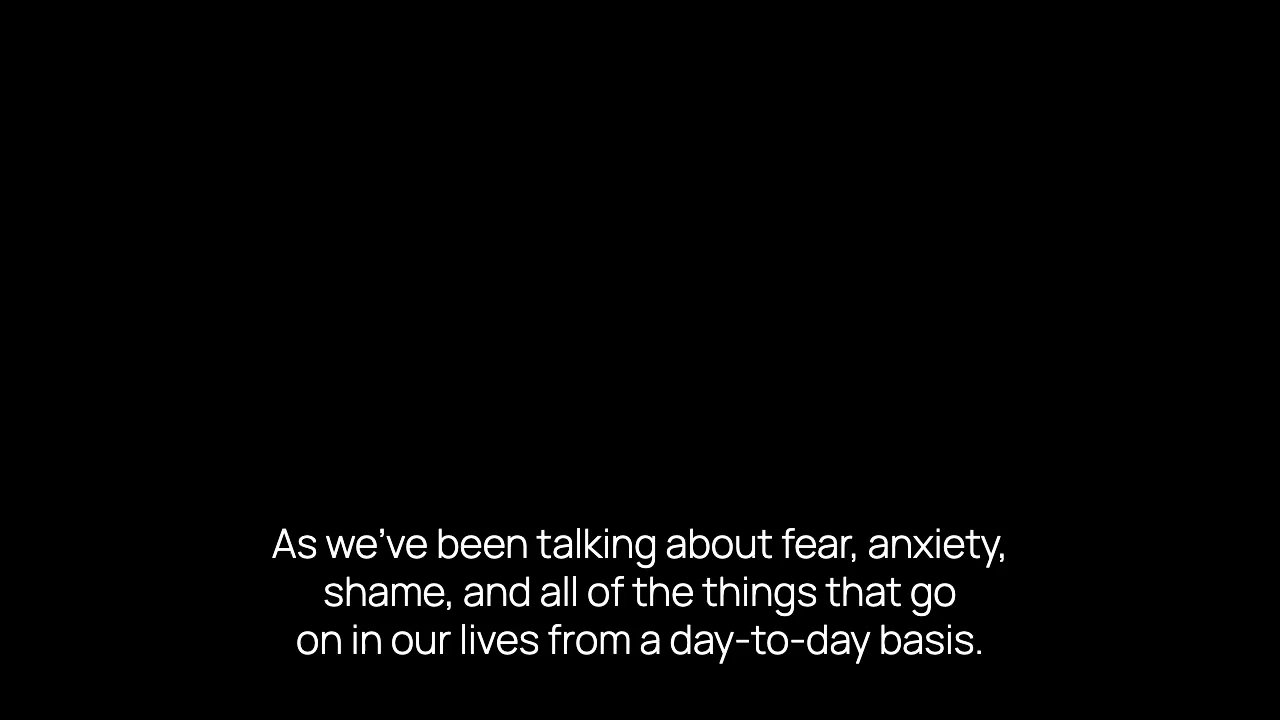 As we’ve been talking about fear, anxiety,
shame, and all of the things that go
on in our lives from a day-to-day basis.